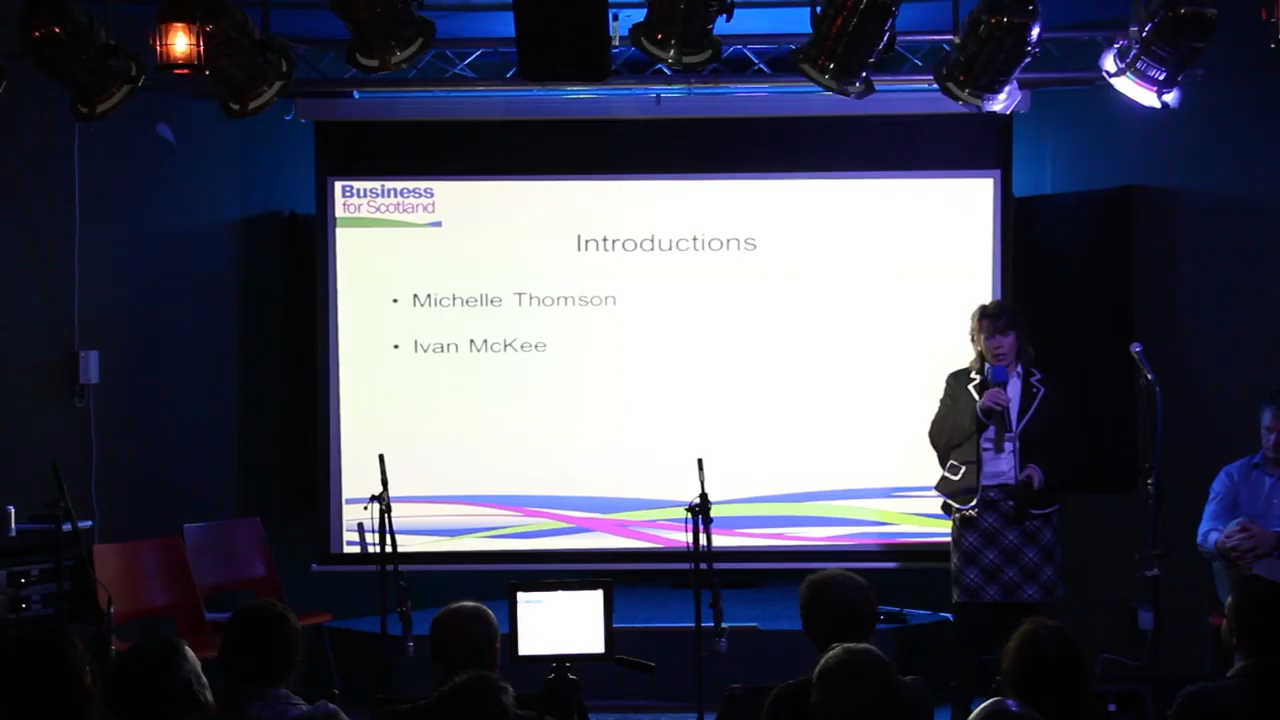 Business
for Scotland
Introductions
• Michelle Thomson
• Ivan McKee